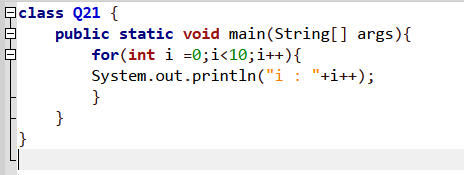 class Q21 {
public static void main(String[] args){
for(int i =0;i<10;i++){
System.out.println("i : "+i++);
}
}
}